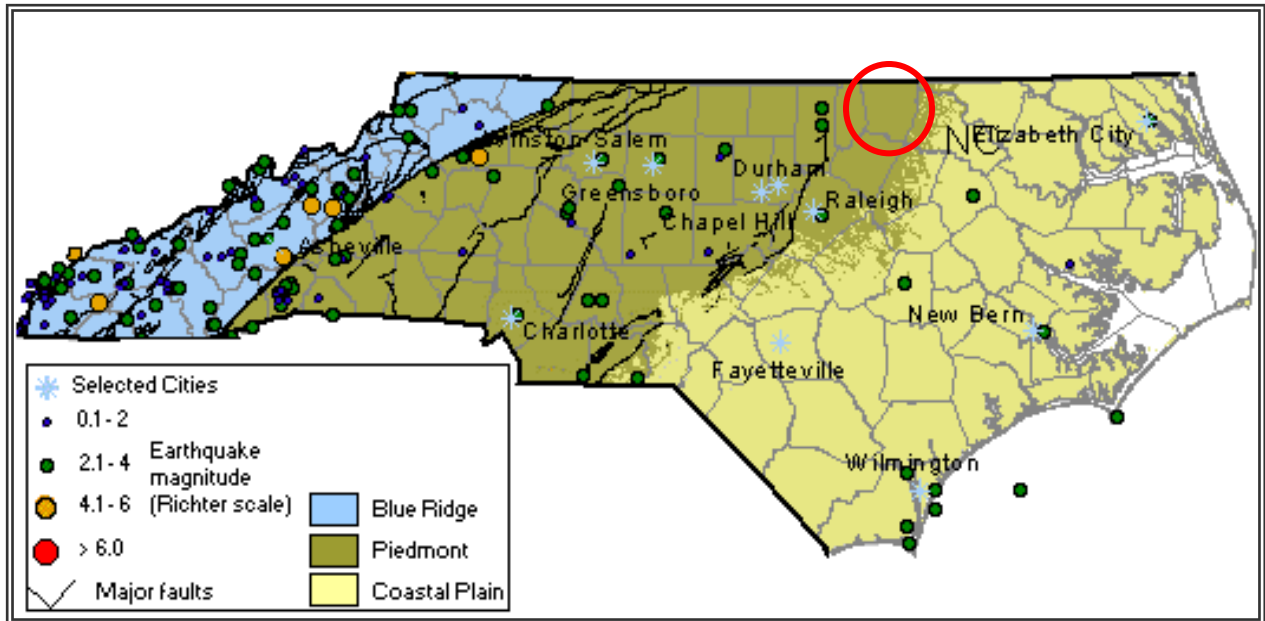 NC
Elizabeth City
inston-Salem
Durham
Greensboro
Raleigh
Chapel Hill
Asheville
New Bern
Charlotte
Fayetteville
Wilmington
Selected Cities
0.1 - 2
2.1 - 4 Earthquake
magnitude
4.1 - 6 (Richter scale)
> 6.0
Major faults
Blue Ridge
Piedmont
Coastal Plain